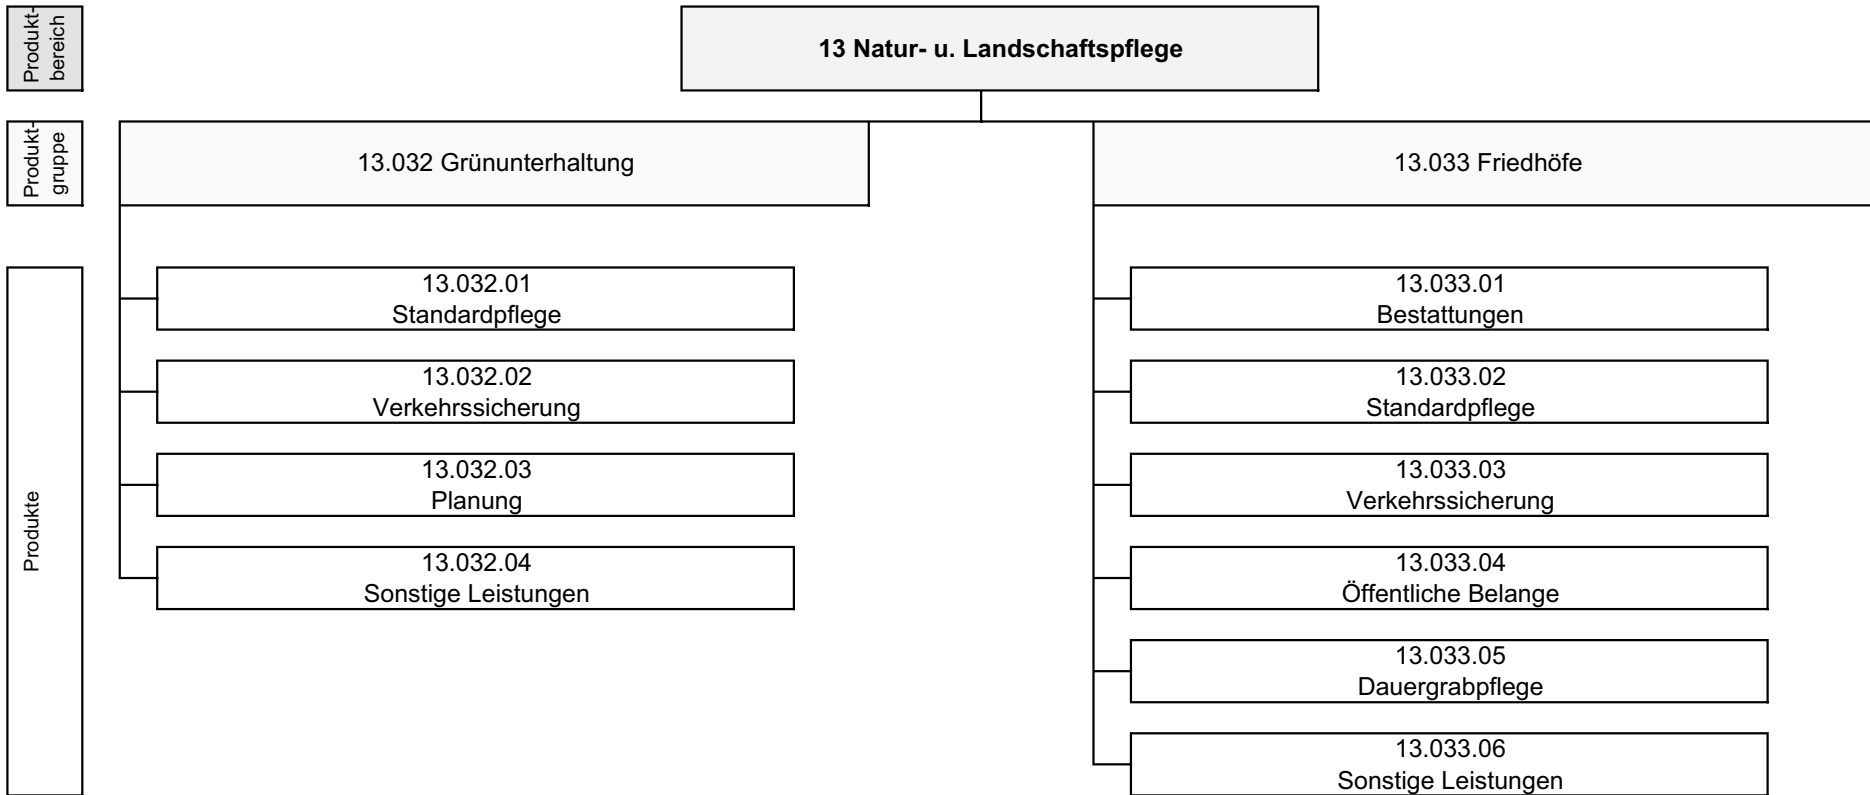 Produkt-
bereich
13 Natur- u. Landschaftspflege
Produkt-
gruppe
13.032 Grünunterhaltung
13.033 Friedhöfe
Produkte
13.032.01
Standardpflege
13.032.02
Verkehrssicherung
13.032.03
Planung
13.032.04
Sonstige Leistungen
13.033.01
Bestattungen
13.033.02
Standardpflege
13.033.03
Verkehrssicherung
13.033.04
Öffentliche Belange
13.033.05
Dauergrabpflege
13.033.06
Sonstige Leistungen